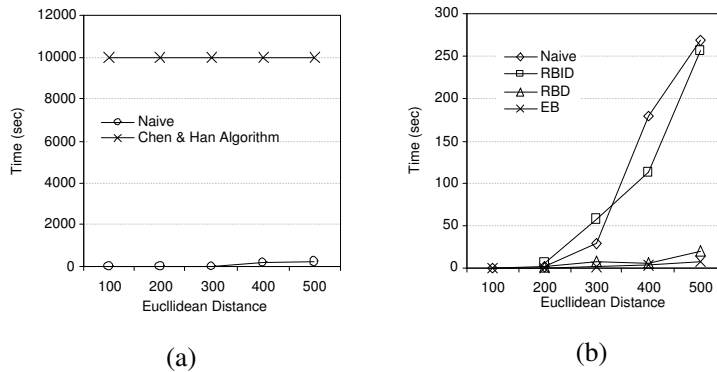 12000
10000
8000
6000
4000
2000
0
Time (sec)
Naive
Chen & Han Algorithm
100 200 300 400 500
Eucllidean Distance
(a)
300
250
200
150
100
50
0
Time (sec)
Naive
RBID
RBD
EB
100 200 300 400 500
Eucllidean Distance
(b)